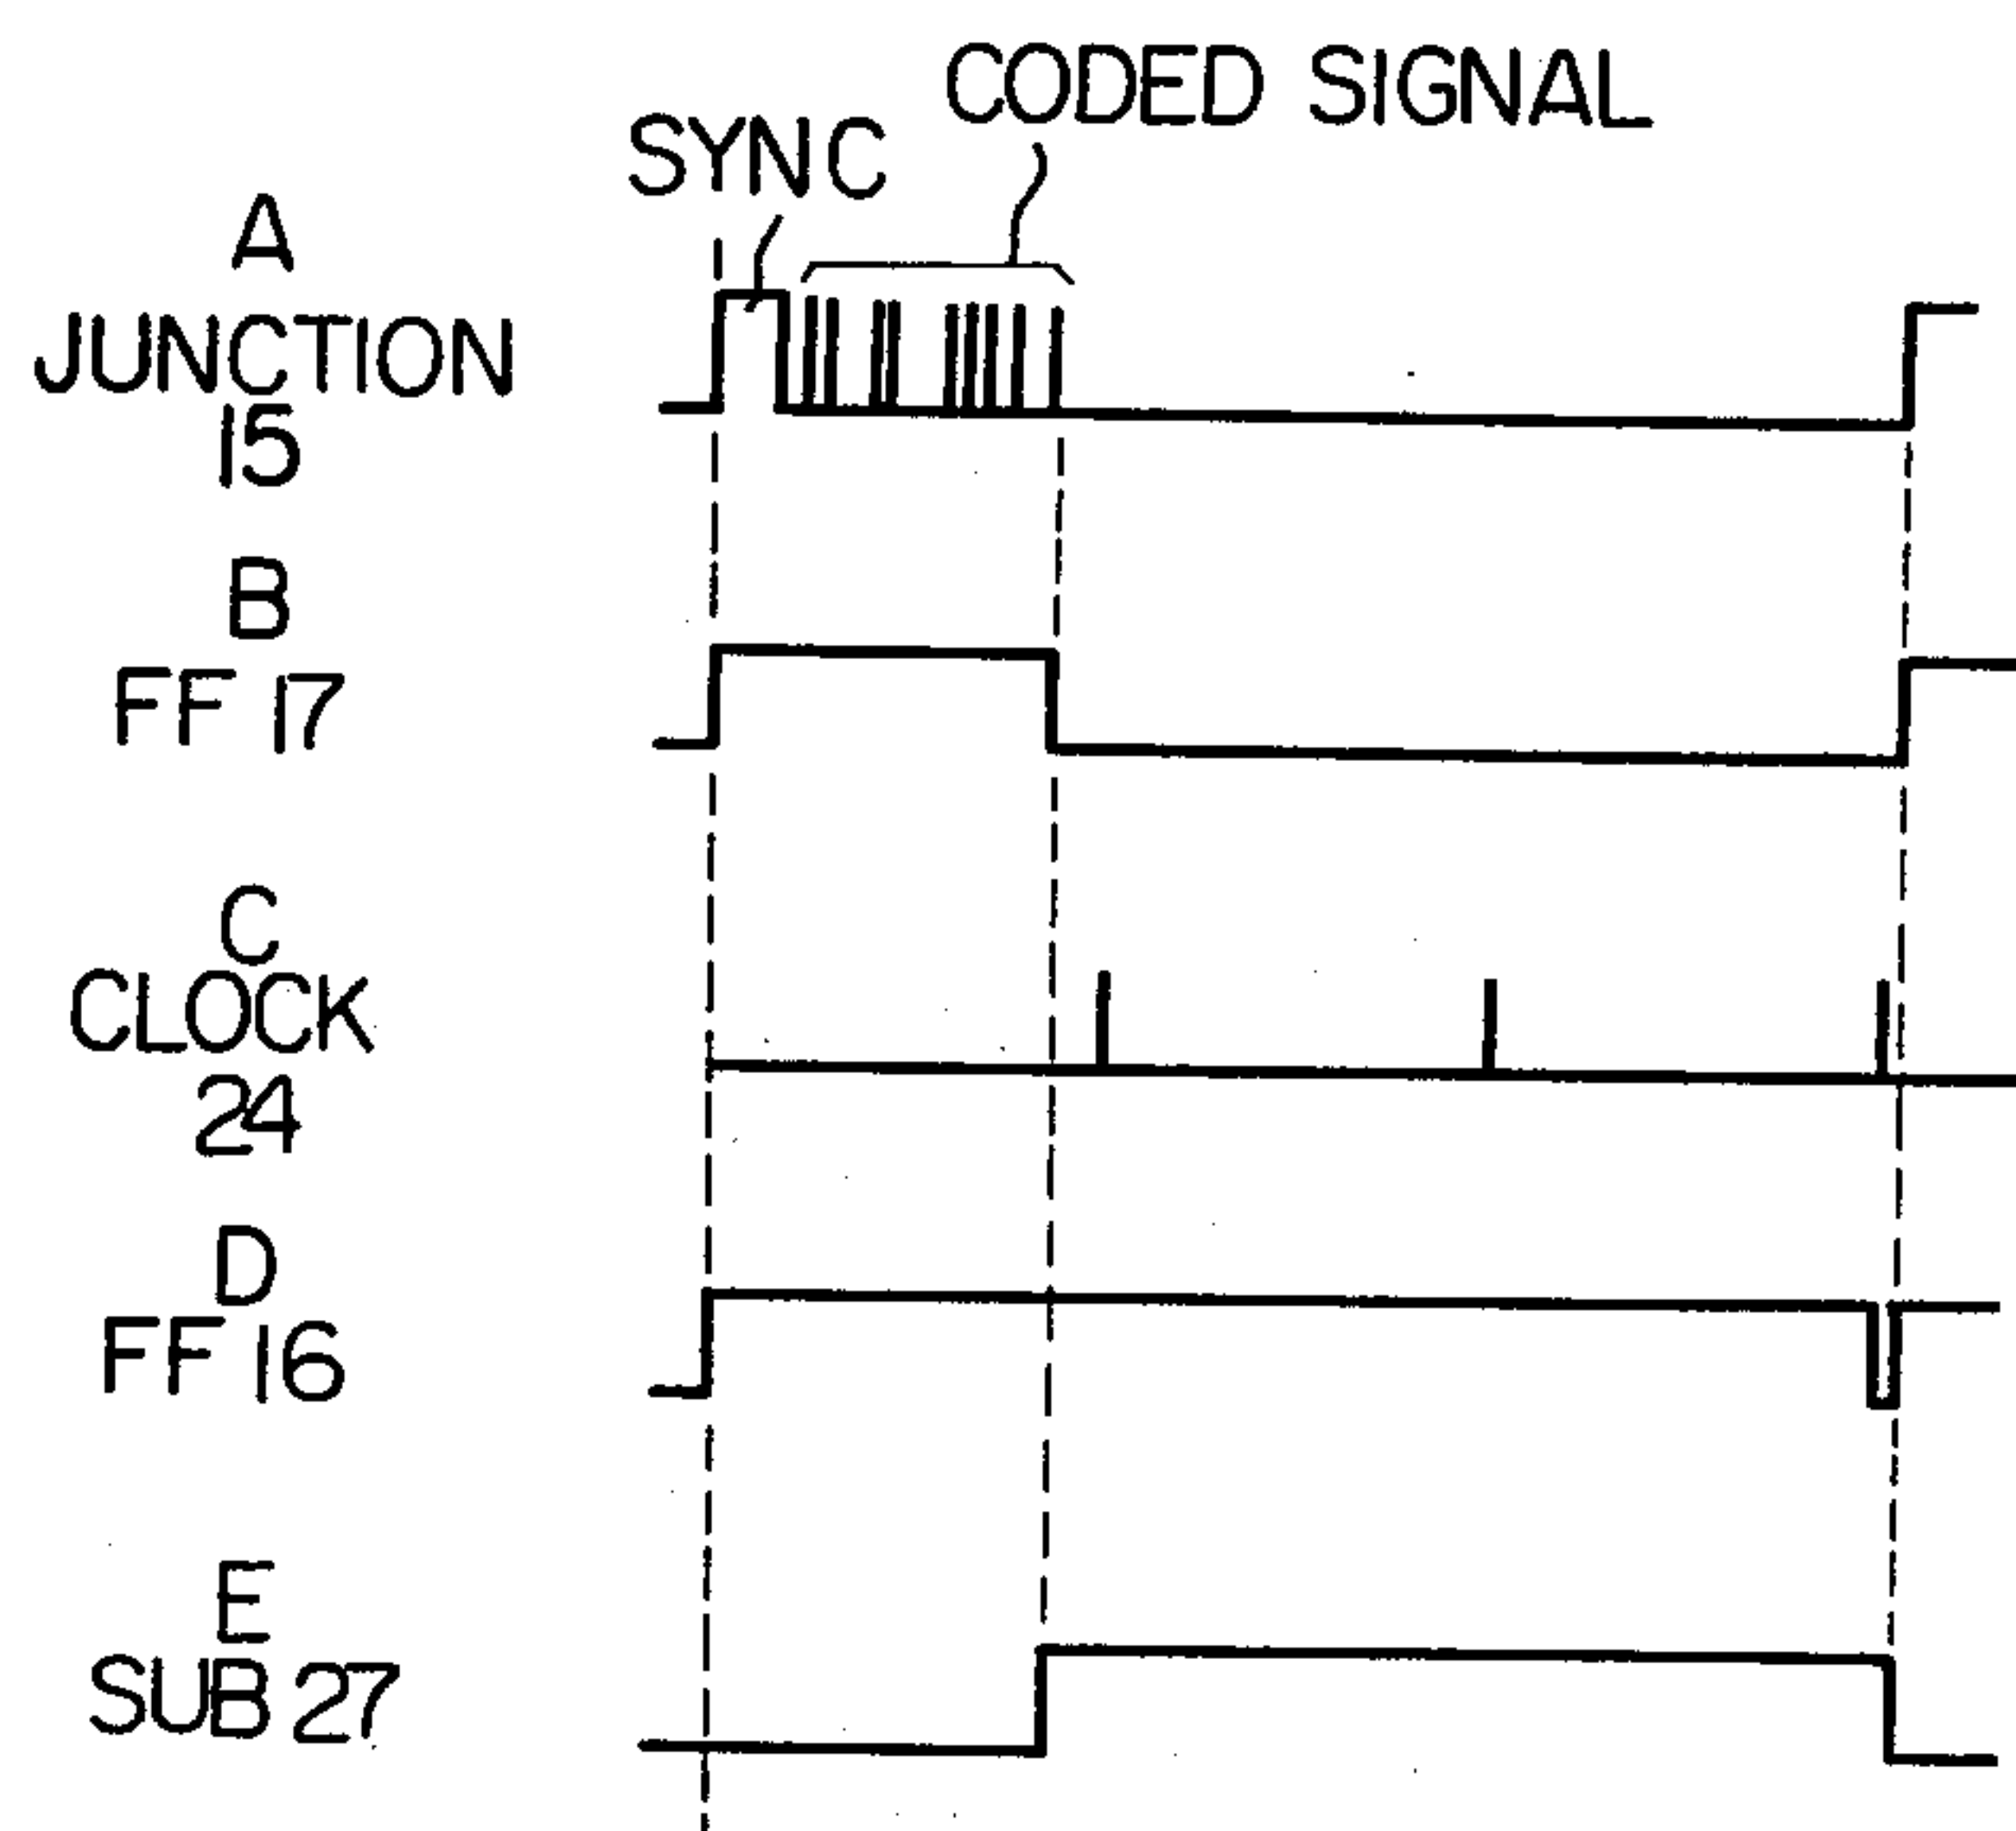 CODED SIGNAL
SYNC
A
JUNCTION
15
B
FF 17
C
CLOCK
24
D
FF 16
E
SUB 27